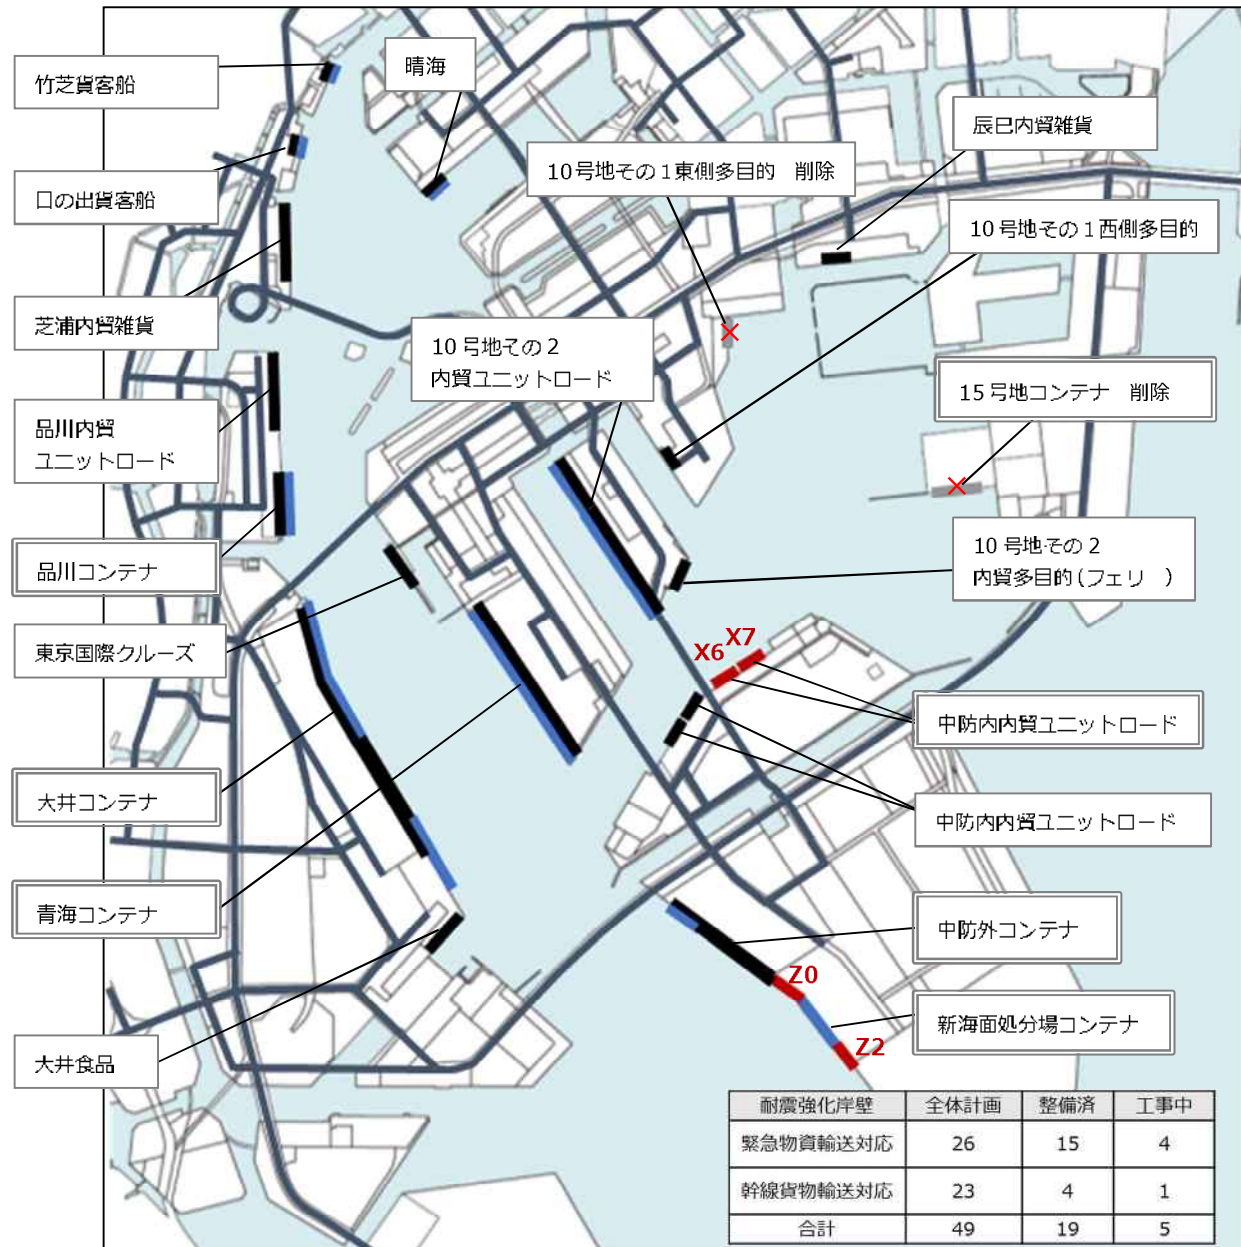 竹芝貨客船
晴海
辰巳内貿雑貨
10号地その1東側多目的　削除
日の出貨客船
10号地その1西側多目的
芝浦内貿雑貨
10号地その2
内貿ユニットロード
15号地コンテナ　削除
品川内貿
ユニットロード
10号地その2
内貿多目的(フェリ　)
品川コンテナ
東京国際クルーズ
X6 X7
中防内内貿ユニットロード
大井コンテナ
中防内内貿ユニットロード
青海コンテナ
中防外コンテナ
Z0
新海面処分場コンテナ
Z2
大井食品
耐震強化岸壁 全体計画 整備済 工事中
緊急物資輸送対応 26 15 4
幹線貨物輸送対応 23 4 1
合計 49 19 5